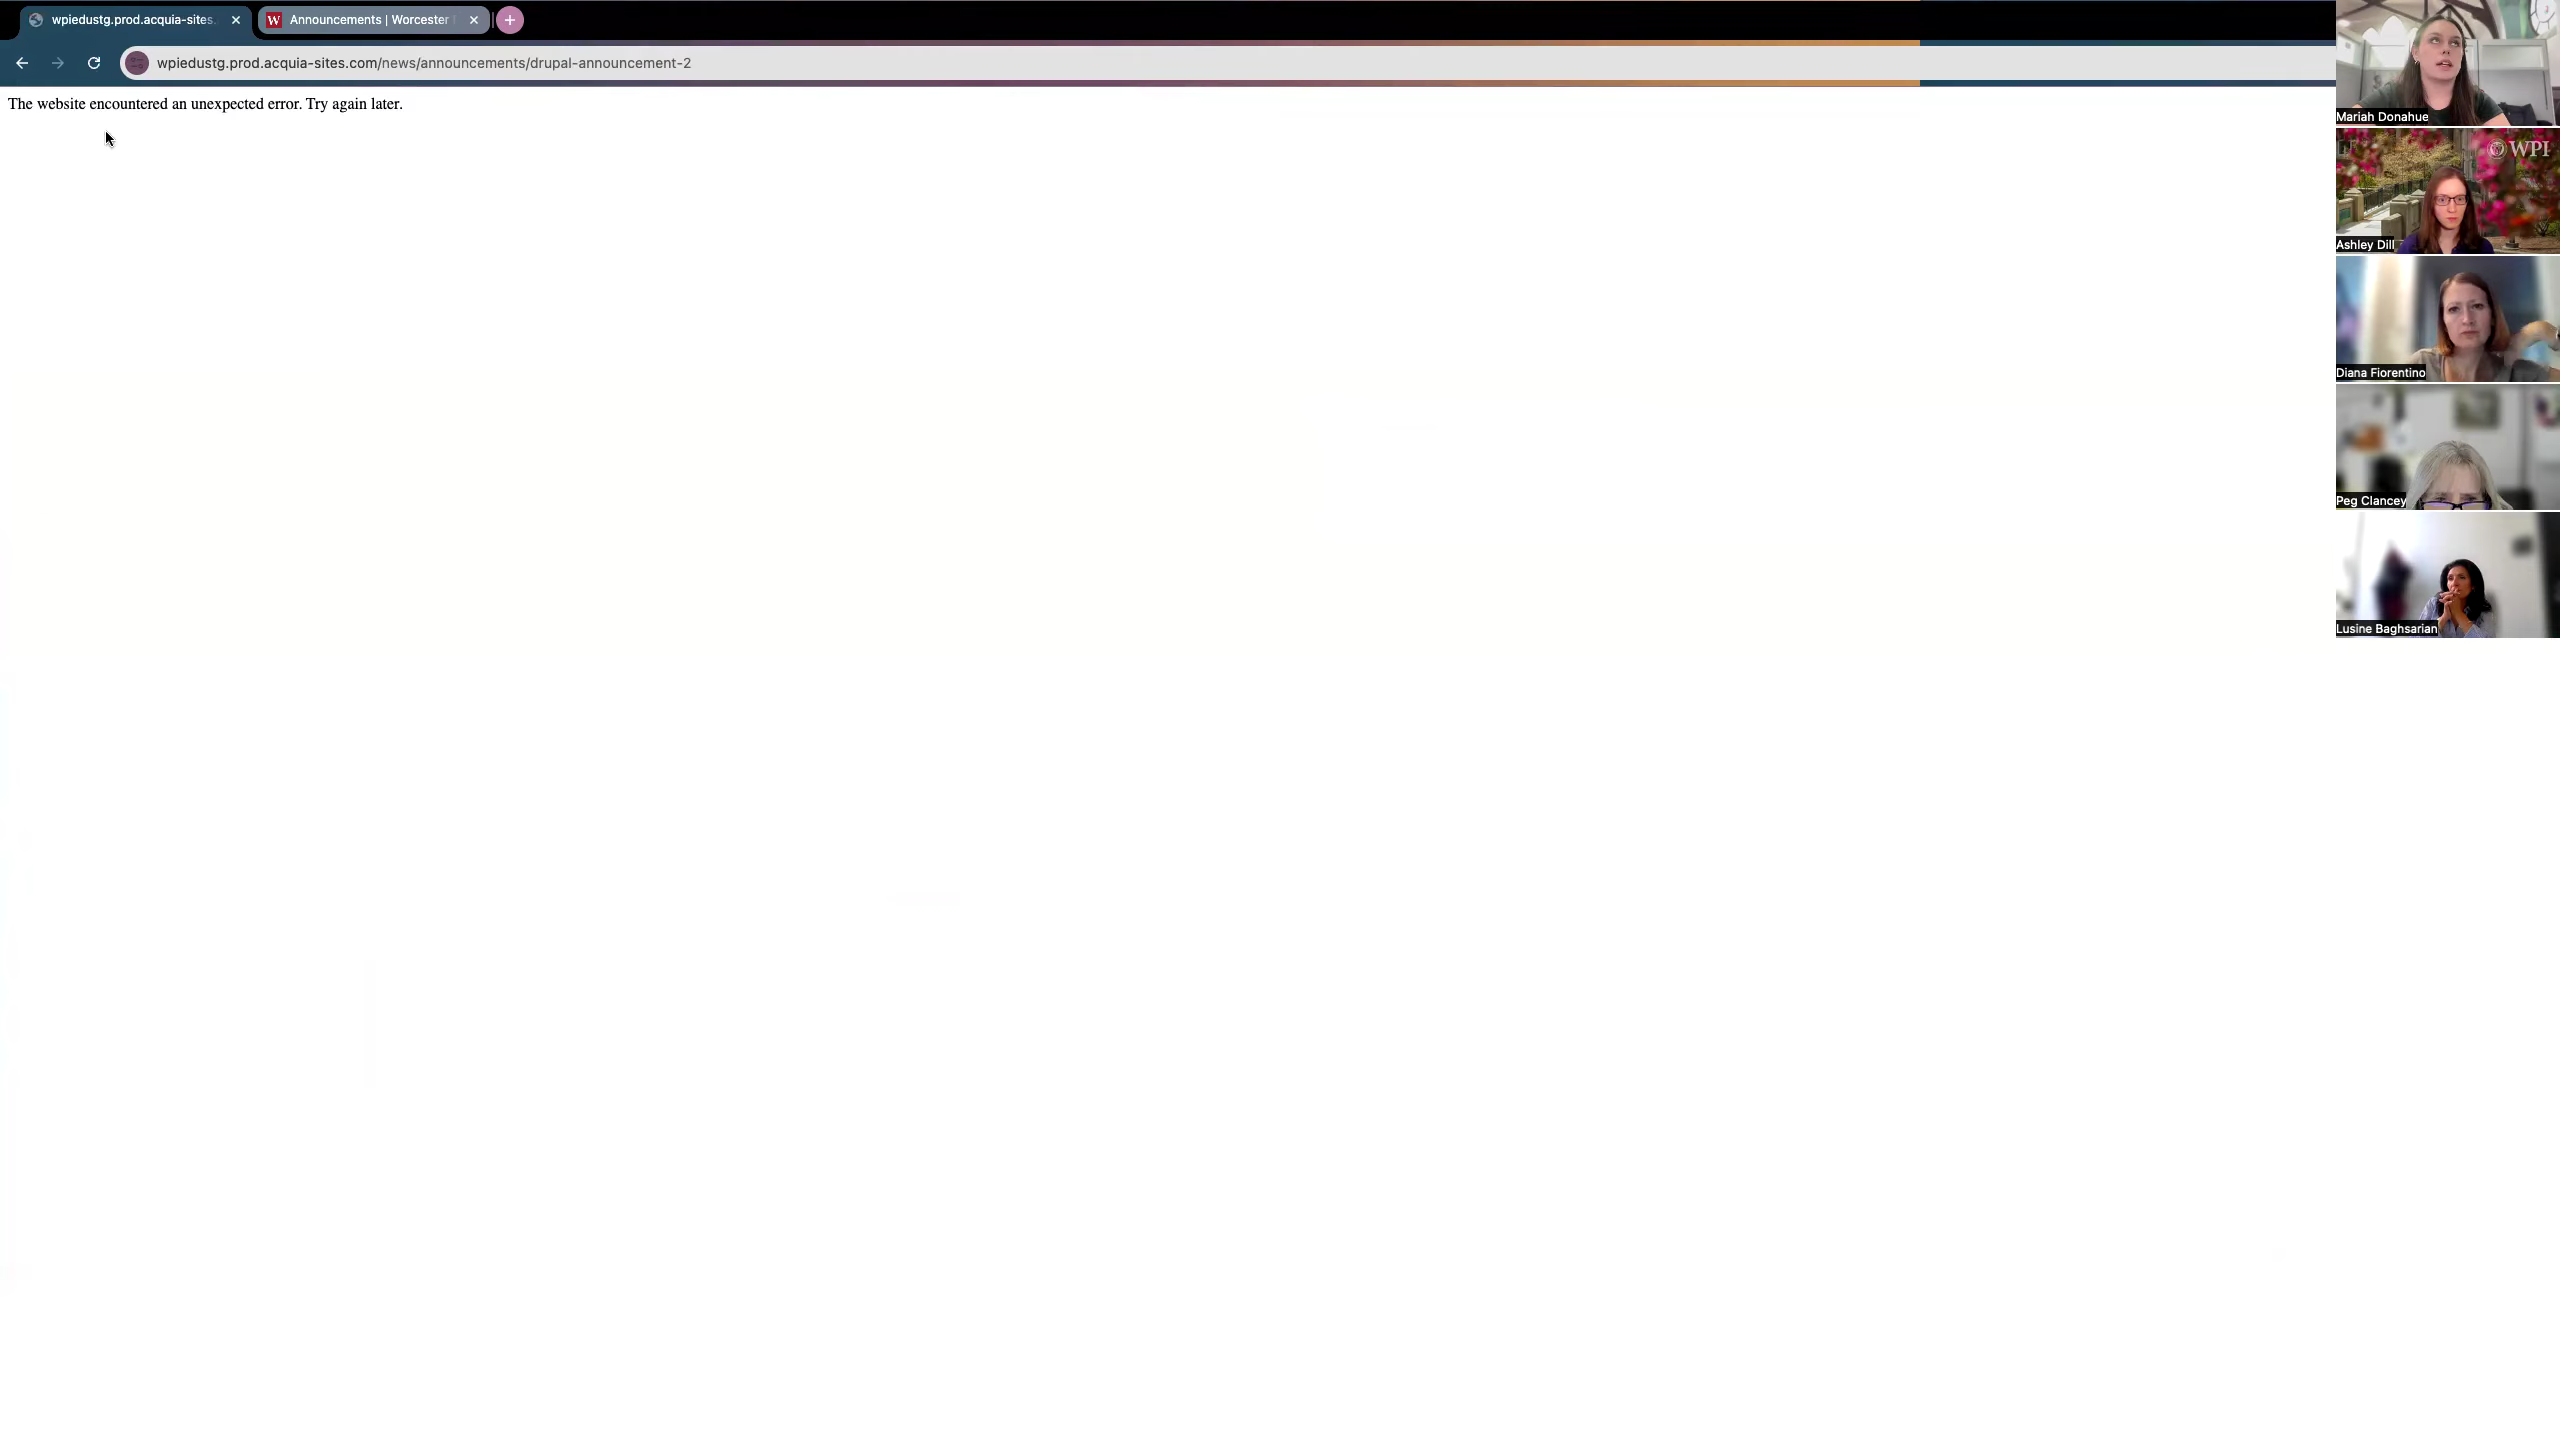 wpiedustg.prod.acquia-sites.
W Announcements | Worcester
wpiedustg.prod.acquia-sites.com/news/announcements/drupal-announcement-2
The website encountered an unexpected error. Try again later.
Mariah Donahue
WPI
Ashley Dill
Diana Fiorentino
Peg Clancey
Lusine Baghsarian